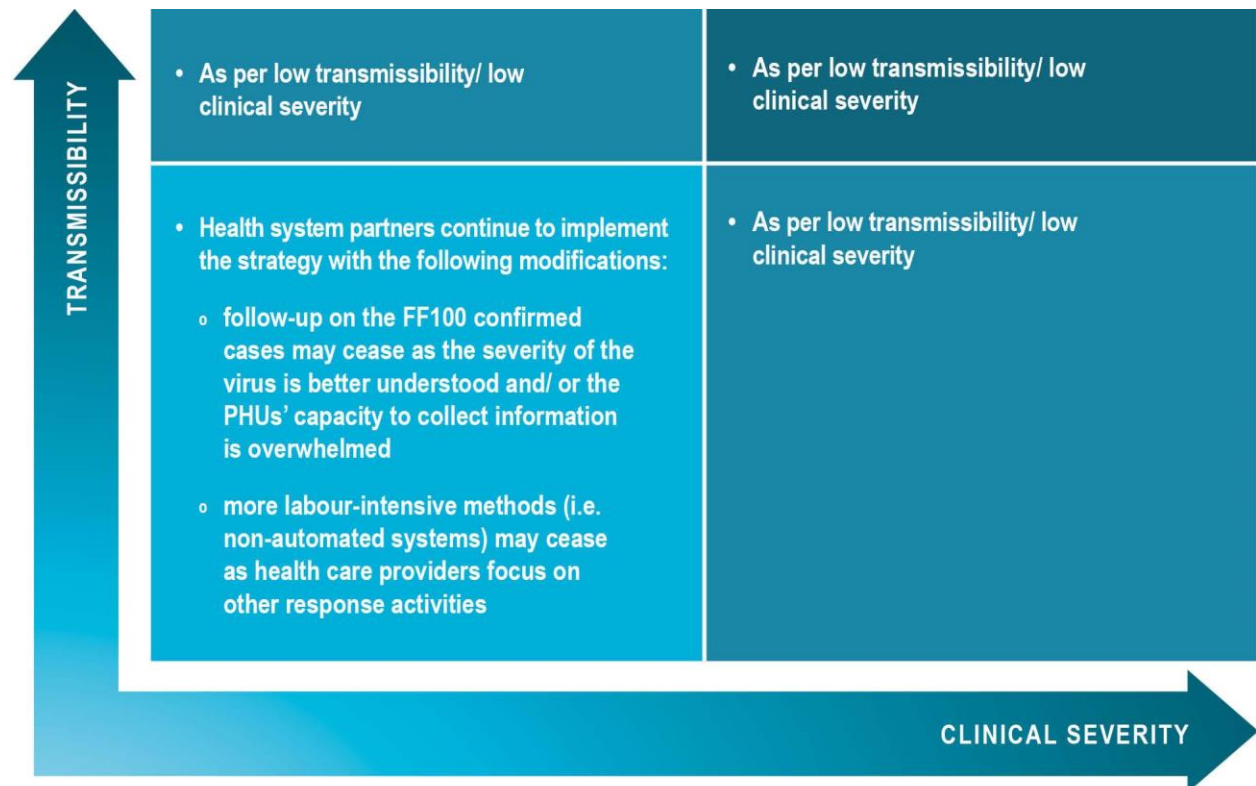 TRANSMISSIBILITY
• As per low transmissibility/ low
clinical severity
• As per low transmissibility/ low
clinical severity
• Health system partners continue to implement
the strategy with the following modifications:
o follow-up on the FF100 confirmed
cases may cease as the severity of the
virus is better understood and/ or the
PHUs’ capacity to collect information
is overwhelmed
o more labour-intensive methods (i.e.
non-automated systems) may cease
as health care providers focus on
other response activities
• As per low transmissibility/ low
clinical severity
CLINICAL SEVERITY